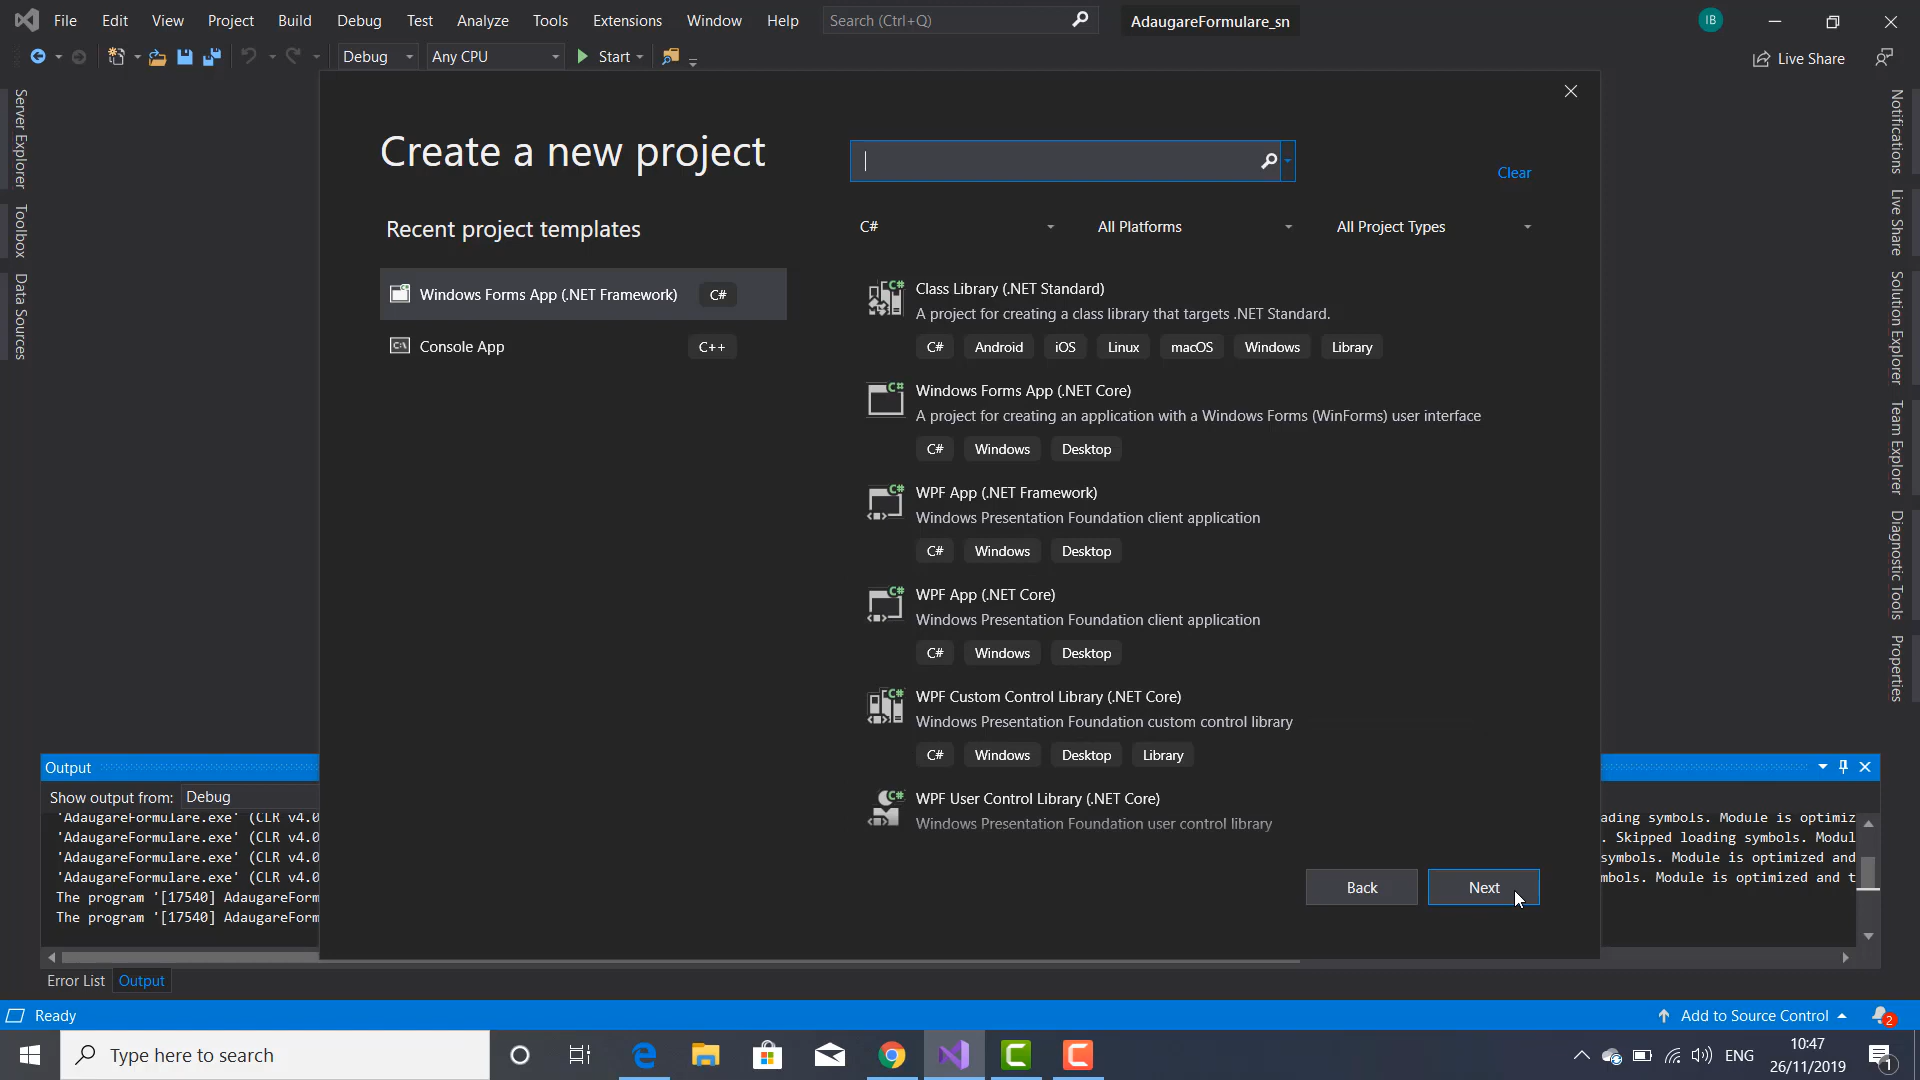 File Edit View Project Build Debug Test Analyze Tools Extensions Window Help Search (Ctrl+Q) AdaugareFormulare_sn IB
Debug Any CPU Start Live Share
Server Explorer
Toolbox
Data Sources
Create a new project
Clear
Recent project templates
C# All Platforms All Project Types
Windows Forms App (.NET Framework) C#
Console App C++
Class Library (.NET Standard)
A project for creating a class library that targets .NET Standard.
C# Android iOS Linux macOS Windows Library
Windows Forms App (.NET Core)
A project for creating an application with a Windows Forms (WinForms) user interface
C# Windows Desktop
WPF App (.NET Framework)
Windows Presentation Foundation client application
C# Windows Desktop
WPF App (.NET Core)
Windows Presentation Foundation client application
C# Windows Desktop
WPF Custom Control Library (.NET Core)
Windows Presentation Foundation custom control library
C# Windows Desktop Library
WPF User Control Library (.NET Core)
Windows Presentation Foundation user control library
Back Next
Notifications
Live Share
Solution Explorer
Team Explorer
Diagnostic Tools
Properties
Output
Show output from: Debug
'AdaugareFormulare.exe' (CLR v4.0 ading symbols. Module is optimiz
'AdaugareFormulare.exe' (CLR v4.0 . Skipped loading symbols. Modul
'AdaugareFormulare.exe' (CLR v4.0 symbols. Module is optimized and
'AdaugareFormulare.exe' (CLR v4.0 mbols. Module is optimized and t
The program '[17540] AdaugareForm
The program '[17540] AdaugareForm
Error List Output
Ready Add to Source Control 2
Type here to search ENG 10:47
26/11/2019 1